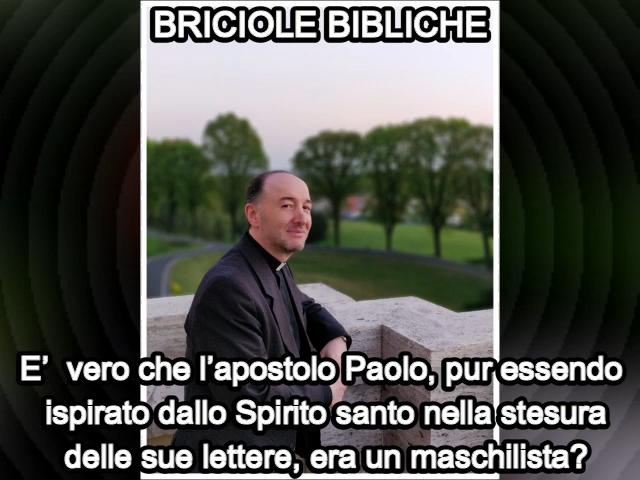 BRICIOLE BIBLICHE
E’ vero che l’apostolo Paolo, pur essendo
ispirato dallo Spirito santo nella stesura
delle sue lettere, era un maschilista?